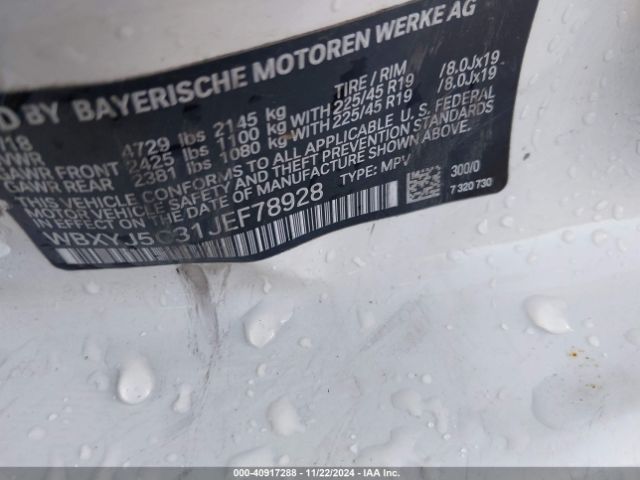 D BY BAYERISCHE MOTOREN WERKE AG
/18 TIRE / RIM
VWR 4729 lbs 2145 kg
GAWR FRONT 2425 lbs 1100 kg WITH 225/45 R19 /8.0Jx19
GAWR REAR 2381 lbs 1080 kg WITH 225/45 R19 /8.0Jx19
THIS VEHICLE CONFORMS TO ALL APPLICABLE U.S. FEDERAL
MOTOR VEHICLE SAFETY AND THEFT PREVENTION STANDARDS
IN EFFECT ON THE DATE OF MANUFACTURE SHOWN ABOVE.
WBXYJ5 31JEF78928 TYPE: MPV 300/0
7 320 730
000-40917288 - 11/22/2024 - IAA Inc.